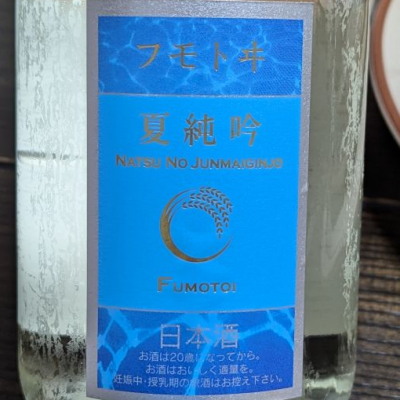 フモトヰ
夏純吟
NATSU NO JUNMAIGINJO
FUMOTOI
日本酒
お酒は20歳になってから。
お酒はおいしく適量を。
妊娠中・授乳期の飲酒はお控え下さい。